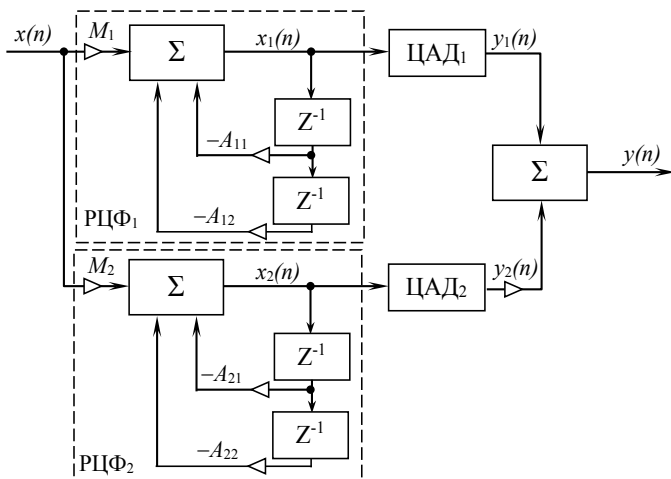 x(n)
M₁
Σ
x₁(n)
ЦАД₁
y₁(n)
Z⁻¹
−A₁₁
Z⁻¹
−A₁₂
РЦФ₁
Σ
y(n)
M₂
Σ
x₂(n)
ЦАД₂
y₂(n)
Z⁻¹
−A₂₁
Z⁻¹
−A₂₂
РЦФ₂